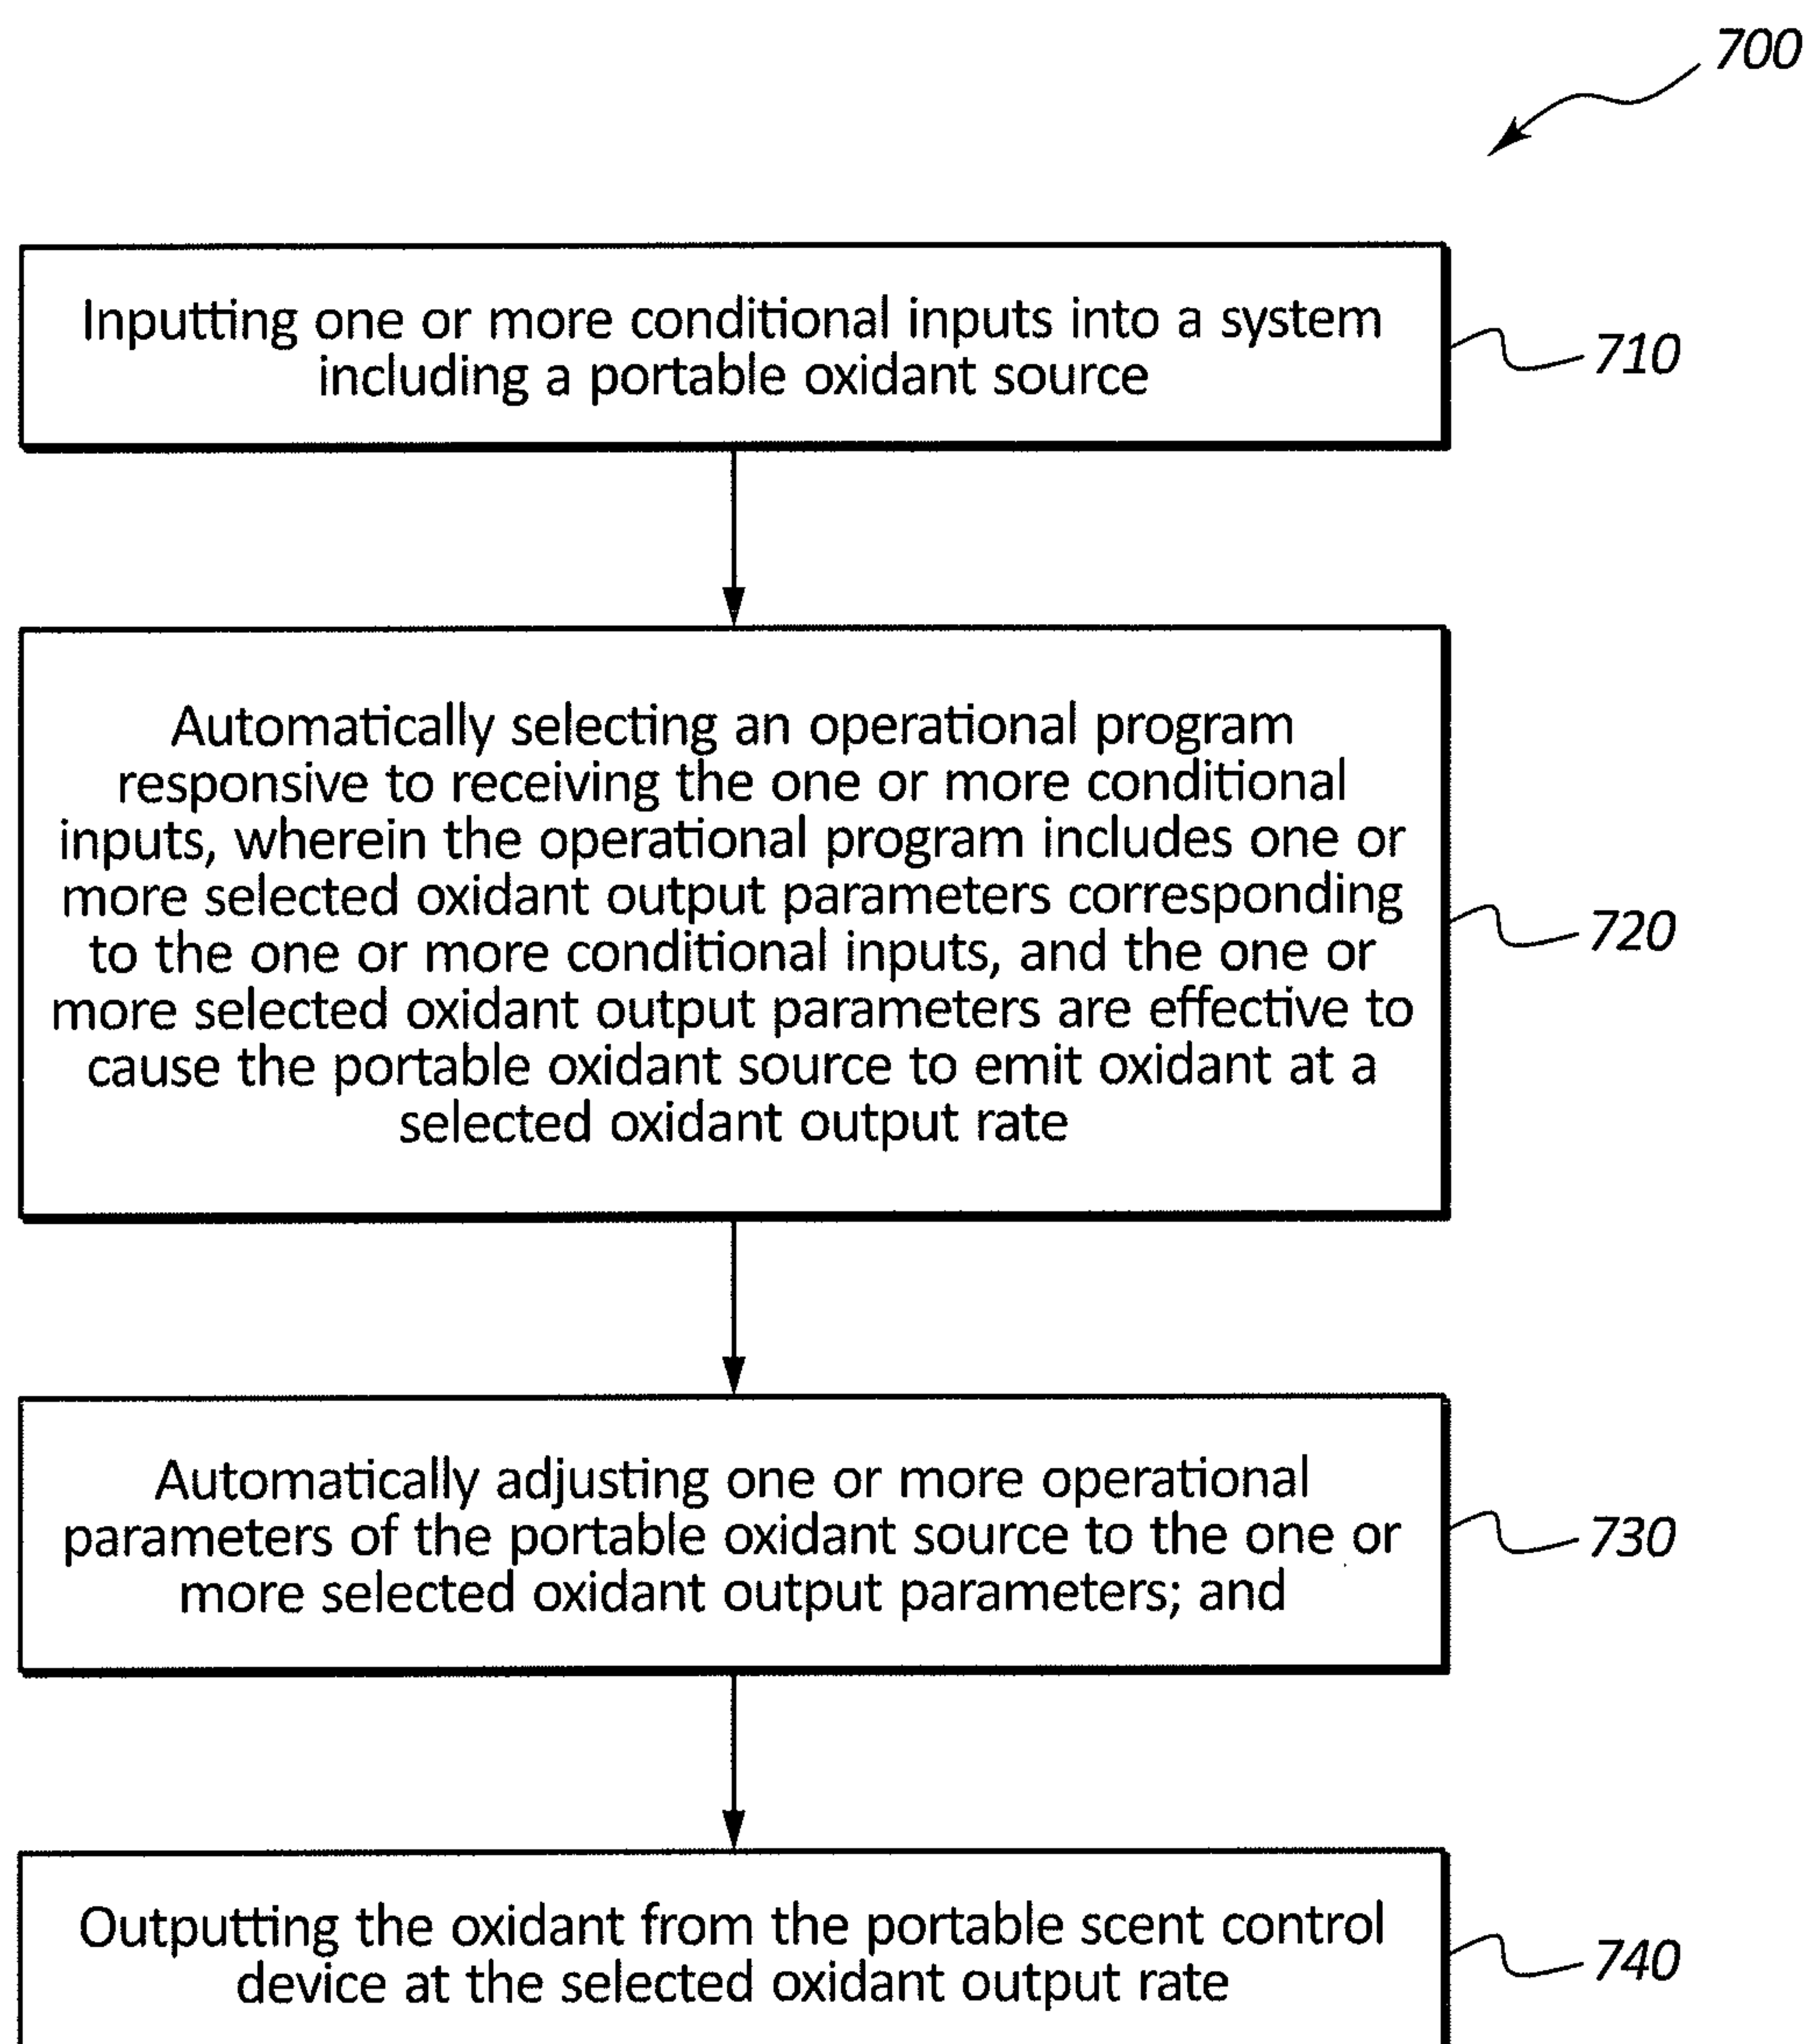 700
Inputting one or more conditional inputs into a system
including a portable oxidant source
710
Automatically selecting an operational program
responsive to receiving the one or more conditional
inputs, wherein the operational program includes one or
more selected oxidant output parameters corresponding
to the one or more conditional inputs, and the one or
more selected oxidant output parameters are effective to
cause the portable oxidant source to emit oxidant at a
selected oxidant output rate
720
Automatically adjusting one or more operational
parameters of the portable oxidant source to the one or
more selected oxidant output parameters; and
730
Outputting the oxidant from the portable scent control
device at the selected oxidant output rate
740